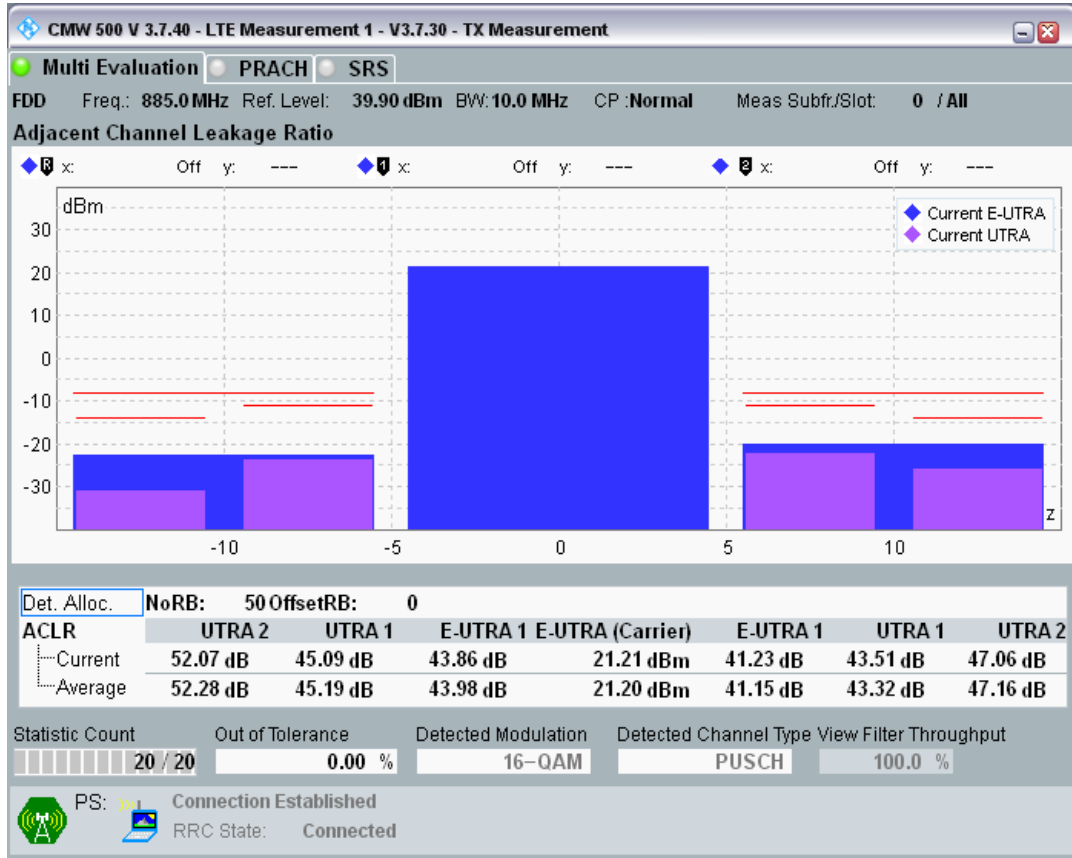 CMW 500 V 3.7.40 - LTE Measurement 1 - V3.7.30 - TX Measurement
Multi Evaluation PRACH SRS
FDD Freq.: 885.0 MHz Ref. Level: 39.90 dBm BW: 10.0 MHz CP :Normal Meas Subfr./Slot: 0 / All
Adjacent Channel Leakage Ratio
R x: Off y: --- 1 x: Off y: --- 2 x: Off y: ---
dBm
Current E-UTRA
Current UTRA
30
20
10
0
-10
-20
-30
z
-10 -5 0 5 10
Det. Alloc. NoRB: 50 OffsetRB: 0
ACLR UTRA 2 UTRA 1 E-UTRA 1 E-UTRA (Carrier) E-UTRA 1 UTRA 1 UTRA 2
Current 52.07 dB 45.09 dB 43.86 dB 21.21 dBm 41.23 dB 43.51 dB 47.06 dB
Average 52.28 dB 45.19 dB 43.98 dB 21.20 dBm 41.15 dB 43.32 dB 47.16 dB
Statistic Count Out of Tolerance Detected Modulation Detected Channel Type View Filter Throughput
20 / 20 0.00 % 16-QAM PUSCH 100.0 %
PS: Connection Established
RRC State: Connected